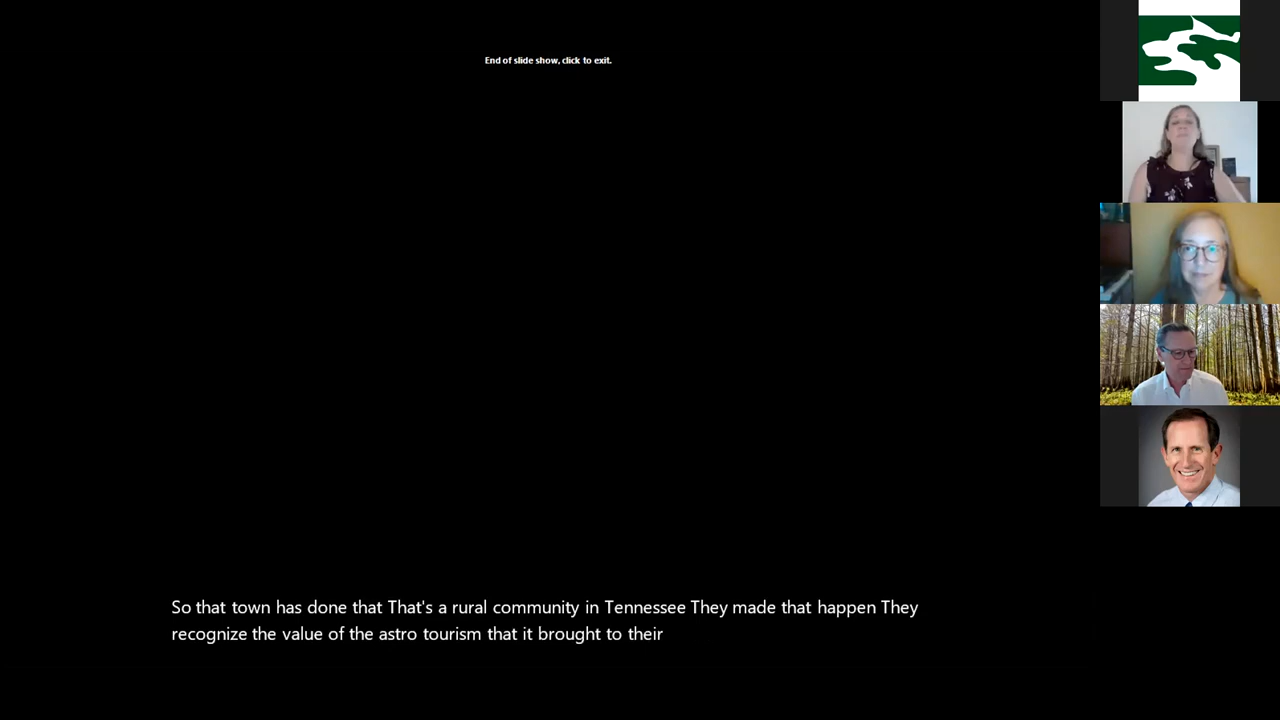 End of slide show, click to exit.
So that town has done that That's a rural community in Tennessee They made that happen They
recognize the value of the astro tourism that it brought to their